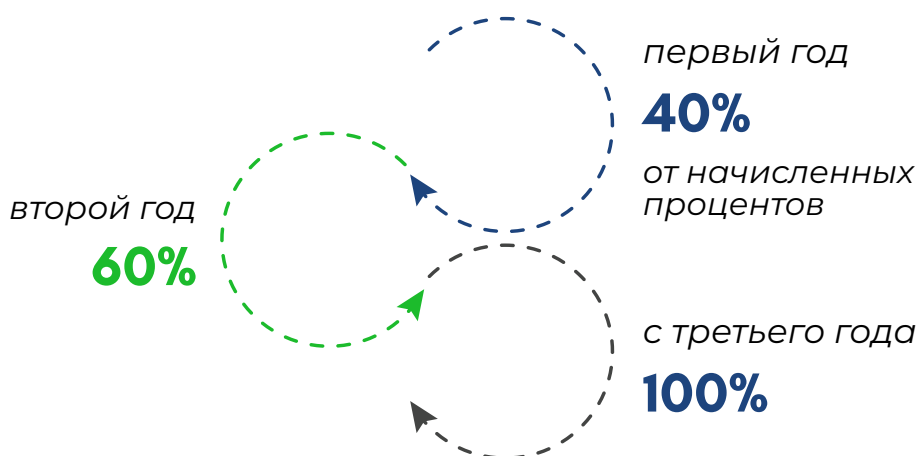 первый год
40%
от начисленных
процентов
второй год
60%
с третьего года
100%